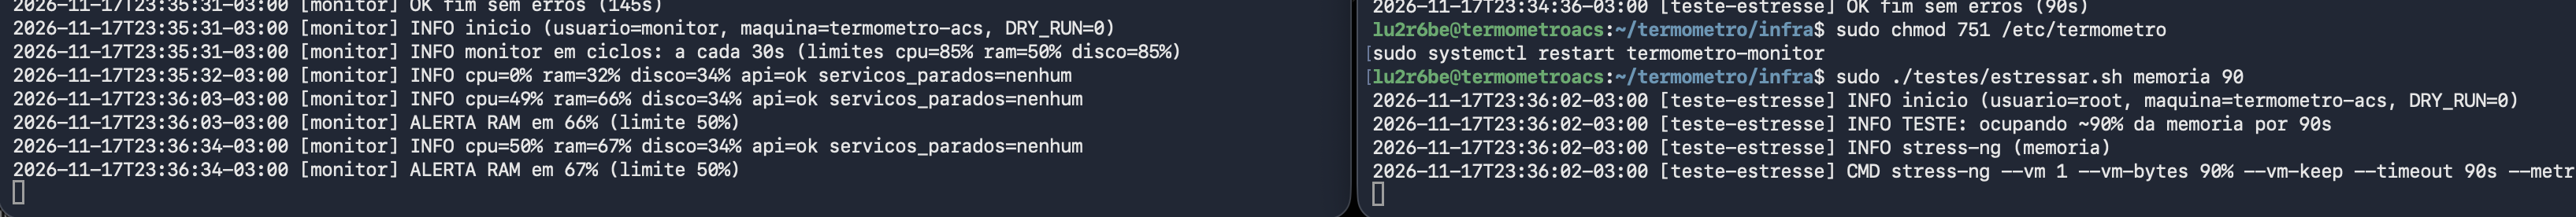 2026-11-17T23:35:31-03:00 [monitor] OK fim sem erros (145s)
2026-11-17T23:35:31-03:00 [monitor] INFO inicio (usuario=monitor, maquina=termometro-acs, DRY_RUN=0)
2026-11-17T23:35:31-03:00 [monitor] INFO monitor em ciclos: a cada 30s (limites cpu=85% ram=50% disco=85%)
2026-11-17T23:35:32-03:00 [monitor] INFO cpu=0% ram=32% disco=34% api=ok servicos_parados=nenhum
2026-11-17T23:36:03-03:00 [monitor] INFO cpu=49% ram=66% disco=34% api=ok servicos_parados=nenhum
2026-11-17T23:36:03-03:00 [monitor] ALERTA RAM em 66% (limite 50%)
2026-11-17T23:36:34-03:00 [monitor] INFO cpu=50% ram=67% disco=34% api=ok servicos_parados=nenhum
2026-11-17T23:36:34-03:00 [monitor] ALERTA RAM em 67% (limite 50%)
2026-11-17T23:34:36-03:00 [teste-estresse] OK fim sem erros (90s)
lu2r6be@termometroacs:~/termometro/infra$ sudo chmod 751 /etc/termometro
[sudo systemctl restart termometro-monitor
[lu2r6be@termometroacs:~/termometro/infra$ sudo ./testes/estressar.sh memoria 90
2026-11-17T23:36:02-03:00 [teste-estresse] INFO inicio (usuario=root, maquina=termometro-acs, DRY_RUN=0)
2026-11-17T23:36:02-03:00 [teste-estresse] INFO TESTE: ocupando ~90% da memoria por 90s
2026-11-17T23:36:02-03:00 [teste-estresse] INFO stress-ng (memoria)
2026-11-17T23:36:02-03:00 [teste-estresse] CMD stress-ng --vm 1 --vm-bytes 90% --vm-keep --timeout 90s --metr